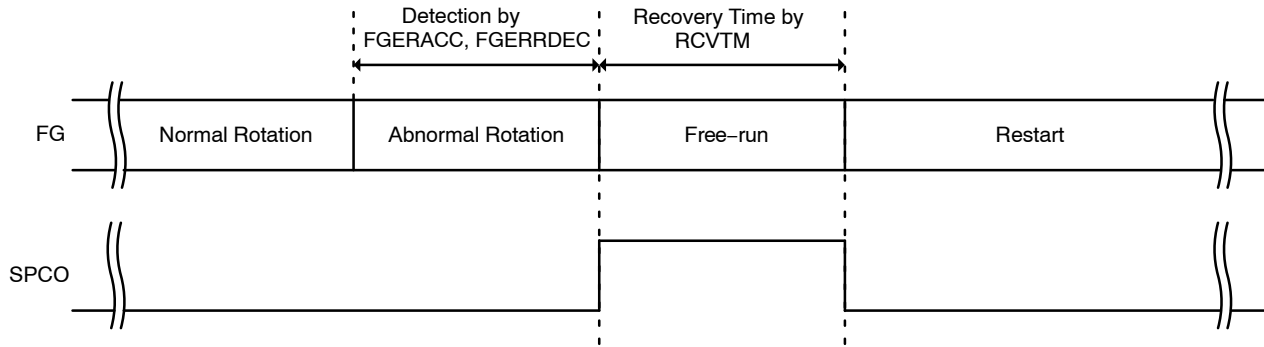 Detection by
FGERACC, FGERRDEC
Recovery Time by
RCVTM
FG
Normal Rotation
Abnormal Rotation
Free−run
Restart
SPCO